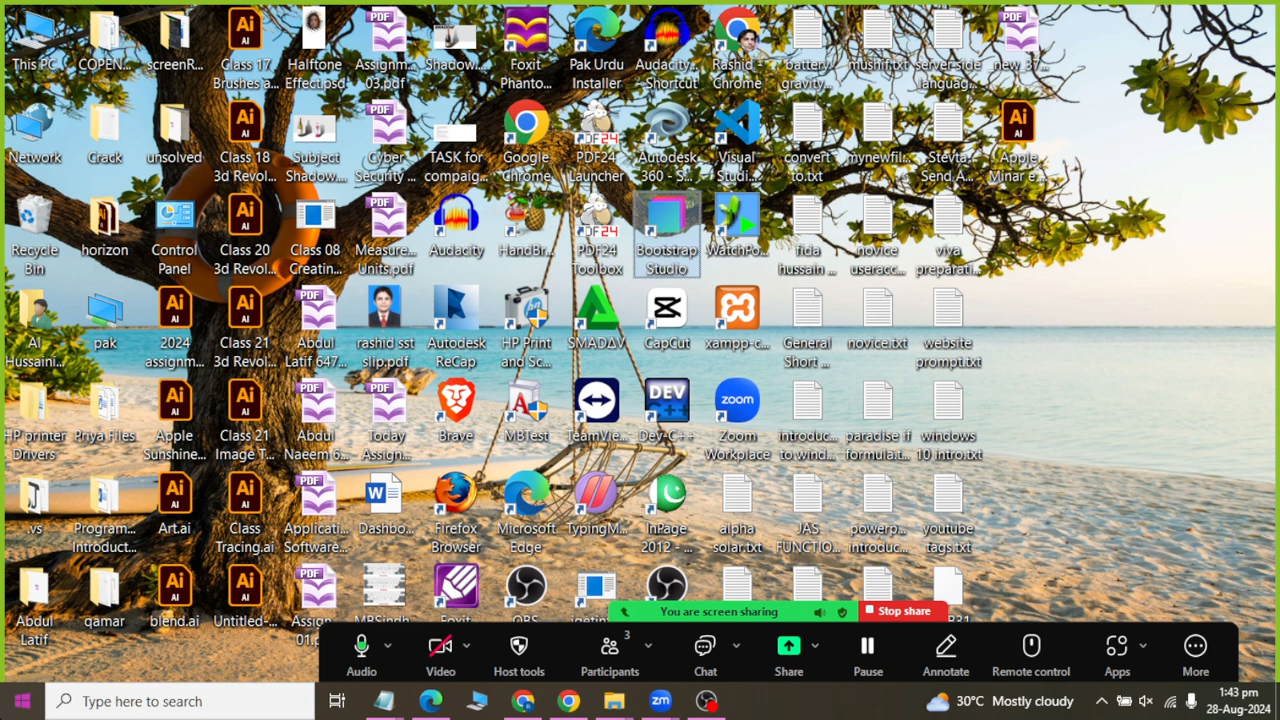 This PC
COPEN...
screenR...
Class 17
Brushes a...
Halftone
Effect.psd
Assignm...
03.pdf
Shadow....
Foxit
Phanto...
Pak Urdu
Installer
Audacity
- Shortcut
Rashid -
Chrome
battery
gravity...
mushif.txt
server side
languag...
new_37...
Network
Crack
unsolved
Class 18
3d Revol...
Subject
Shadow....
Cyber
Security ...
TASK for
compaig...
Google
Chrome
PDF24
Launcher
Autodesk
360 - S...
Visual
Studi...
convert
to.txt
mynewfil...
Stevta
Send A...
Apple
Minar e...
Recycle
Bin
horizon
Control
Panel
Class 20
3d Revol...
Class 08
Creatin...
Measure...
Units.pdf
Audacity
HandBr...
PDF24
Toolbox
Bootstrap
Studio
WatchPo...
fida
hussain ...
novice
useracc...
viva
preparati...
Al
Hussaini...
pak
2024
assignm...
Class 21
3d Revol...
Abdul
Latif 647...
rashid sst
slip.pdf
Autodesk
ReCap
HP Print
and Sc...
SMADΔV
CapCut
xampp-c...
General
Short ...
novice.txt
website
prompt.txt
HP printer
Drivers
Priya Files
Apple
Sunshine...
Class 21
Image T...
Abdul
Naeem 6...
Today
Assign...
Brave
MBTest
TeamVie...
Dev-C++
Zoom
Workplace
introduc...
to wind...
paradise if
formula.t...
windows
10 intro.txt
.vs
Program...
Introduct...
Art.ai
Class
Tracing.ai
Applicati...
Software...
Dashbo...
Firefox
Browser
Microsoft
Edge
TypingM...
InPage
2012 - ...
alpha
solar.txt
JAS
FUNCTIO...
powerp...
introduc...
youtube
tags.txt
Abdul
Latif
qamar
blend.ai
Untitled-...
Assign
01.p
MBSindh
Foxit
OBS
igetin
You are screen sharing
Stop share
Audio
Video
Host tools
Participants
3
Chat
Share
Pause
Annotate
Remote control
Apps
More
Type here to search
30°C Mostly cloudy
1:43 pm
28-Aug-2024